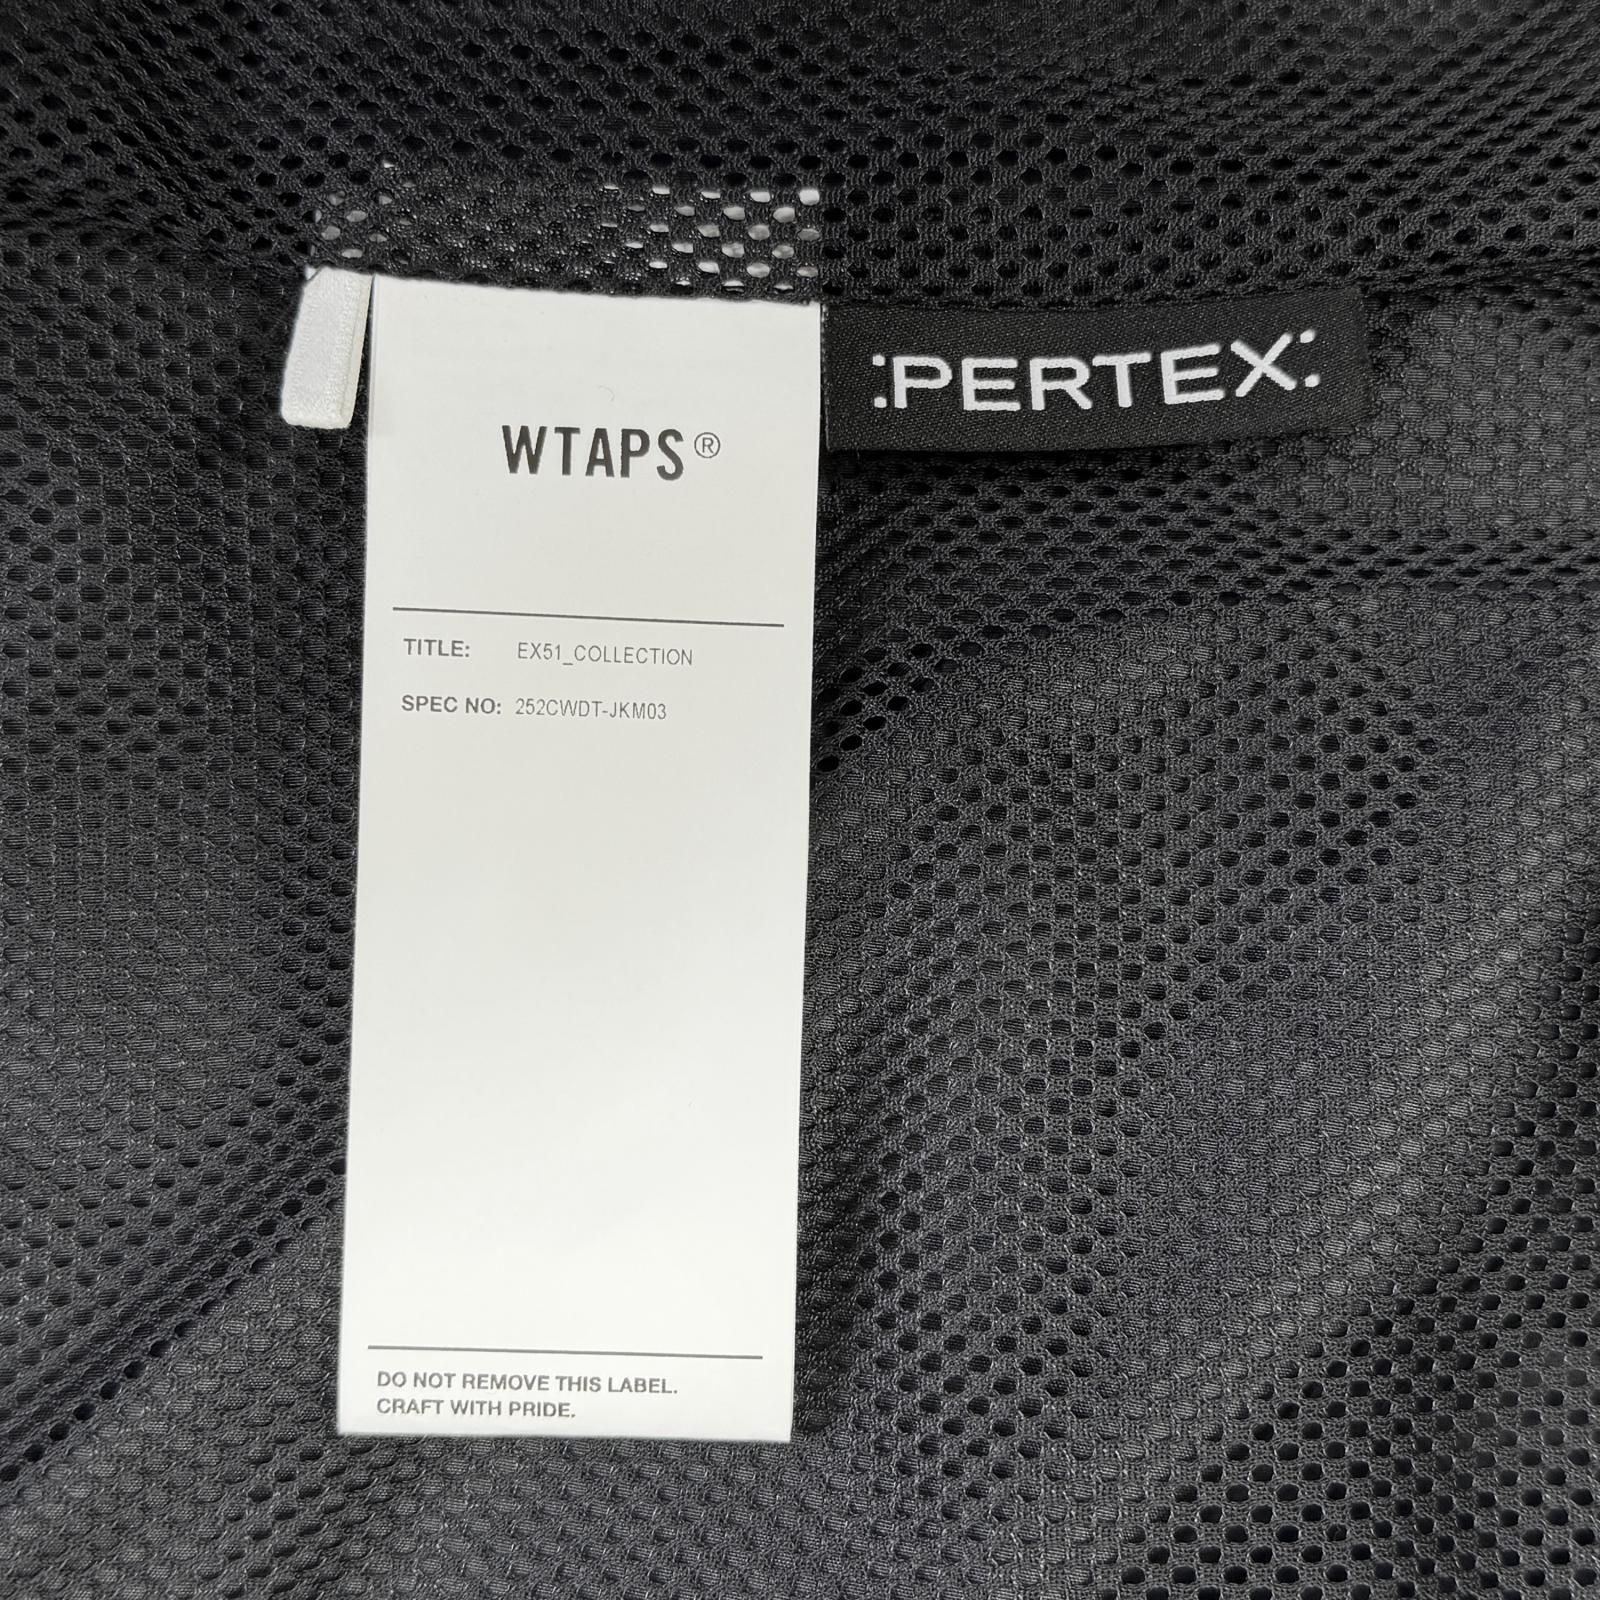 WTAPS®
:PERTEX:
TITLE: EX51_COLLECTION
SPEC NO: 252CWDT-JKM03
DO NOT REMOVE THIS LABEL.
CRAFT WITH PRIDE.